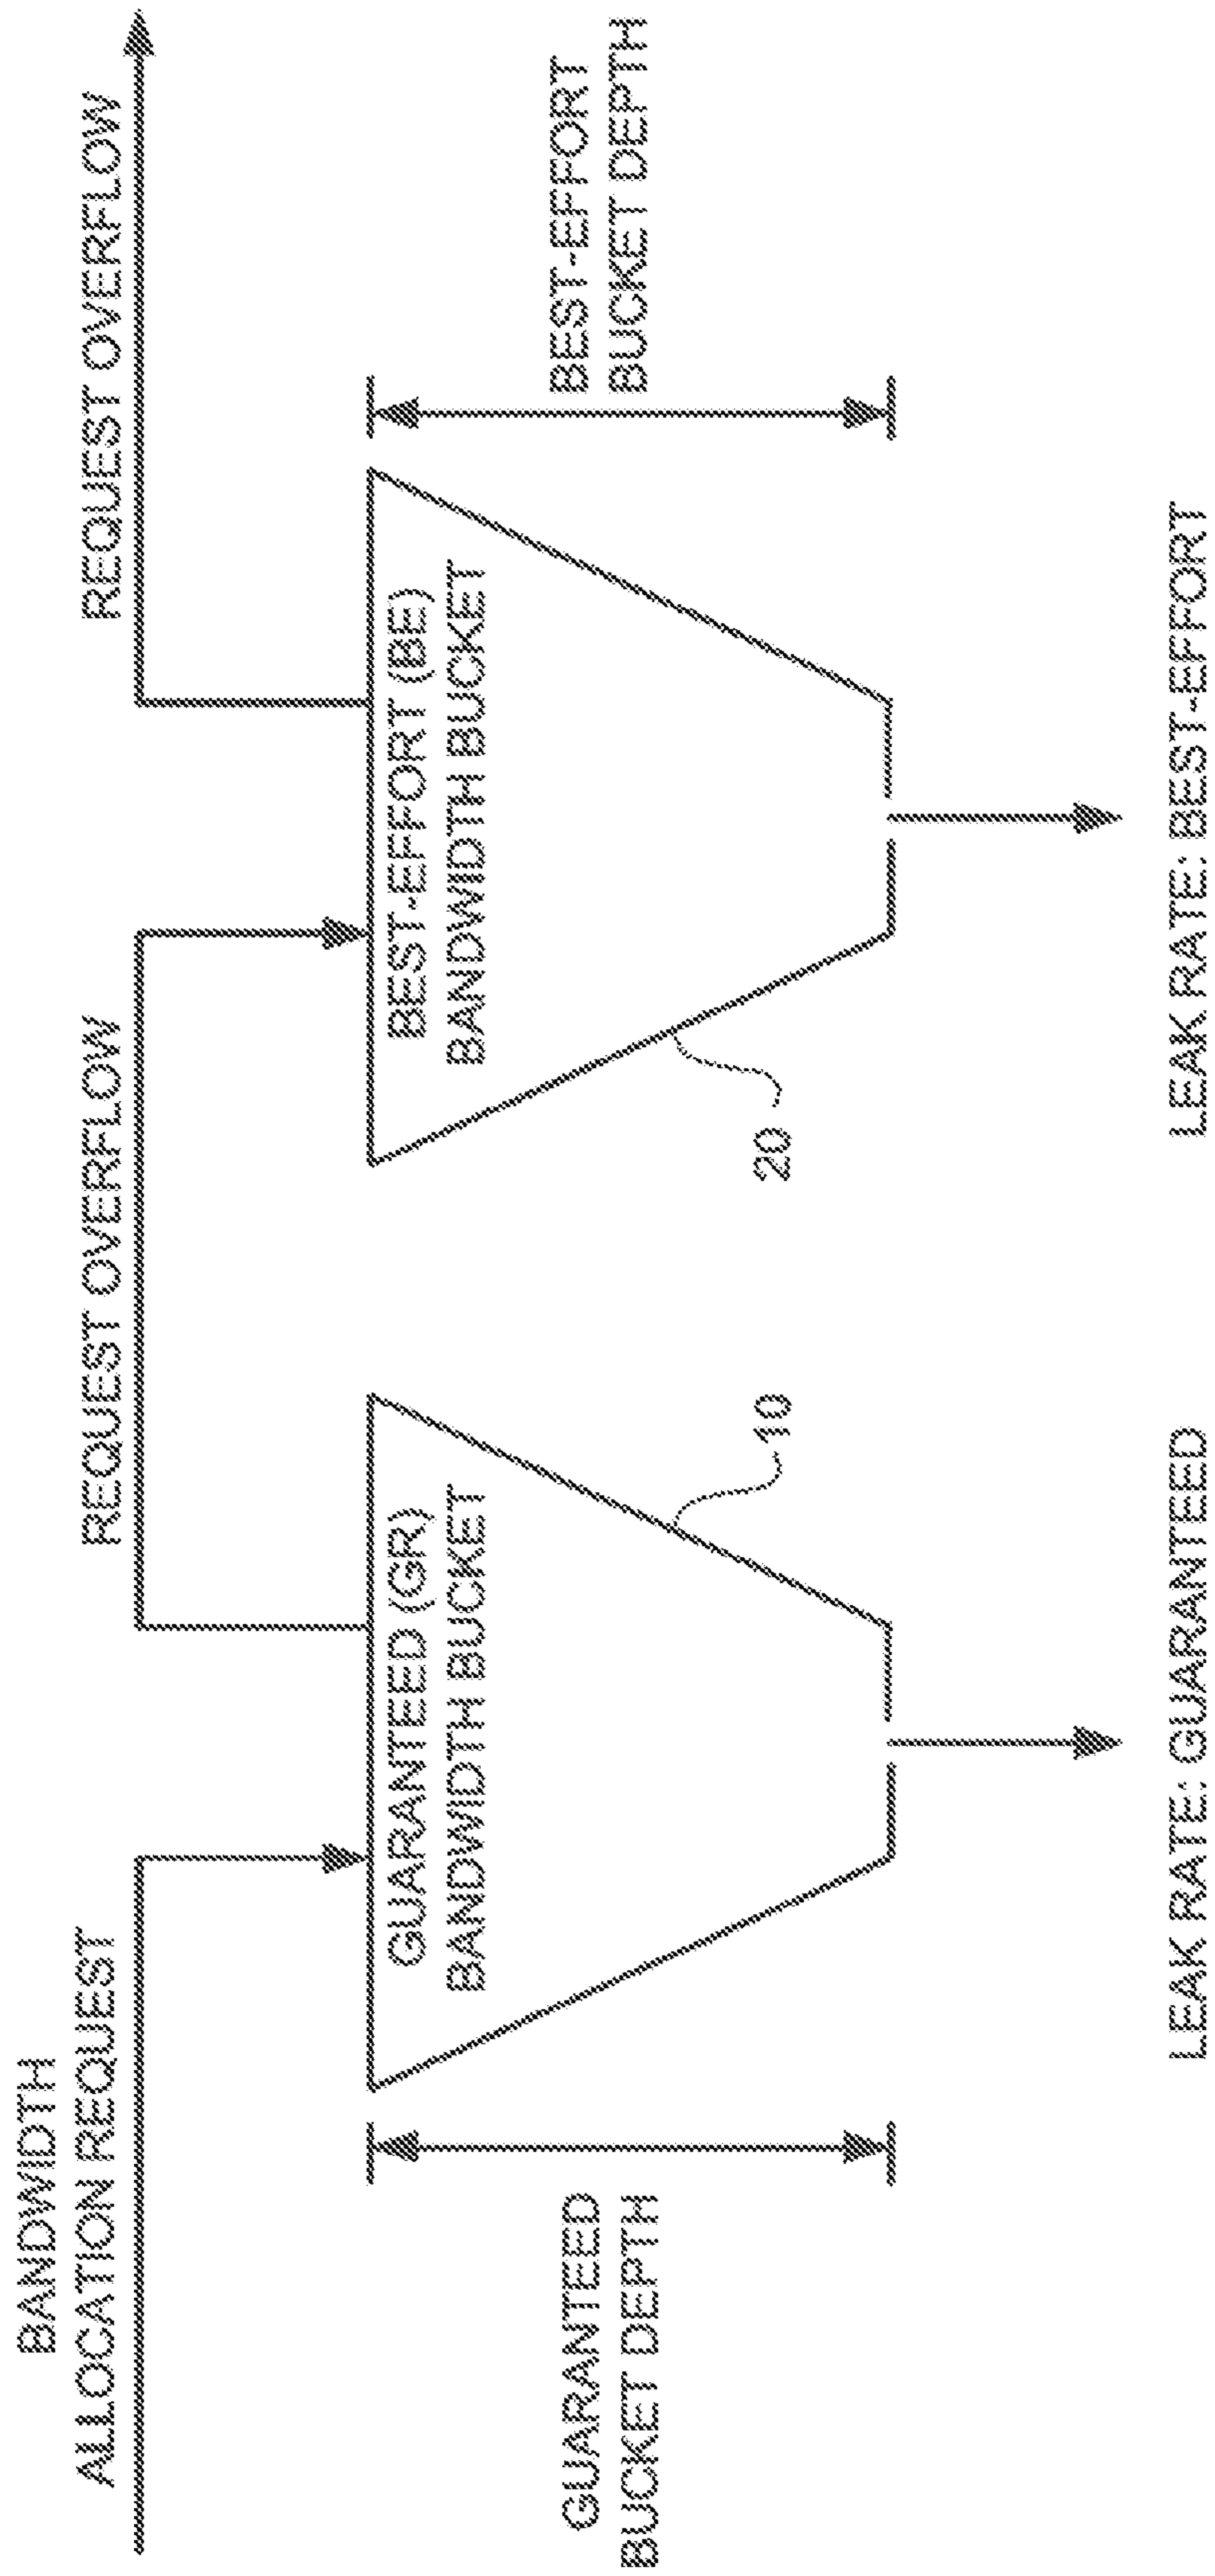 BANDWIDTH
ALLOCATION REQUEST
REQUEST OVERFLOW
REQUEST OVERFLOW
GUARANTEED
BUCKET DEPTH
GUARANTEED (GR)
BANDWIDTH BUCKET
10
BEST-EFFORT (BE)
BANDWIDTH BUCKET
20
BEST-EFFORT
BUCKET DEPTH
LEAK RATE: GUARANTEED
LEAK RATE: BEST-EFFORT